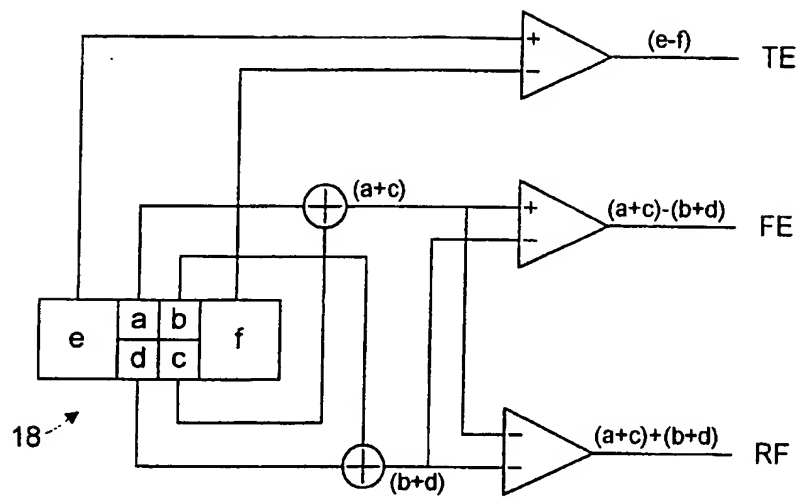 +
−
(e-f)
TE
(a+c)
+
−
(a+c)-(b+d)
FE
e
a
b
f
d
c
18
−
−
(a+c)+(b+d)
RF
(b+d)